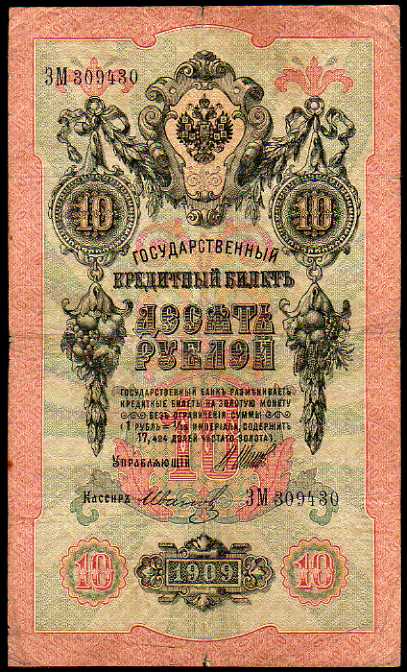 ЗМ 309430
10 10
ГОСУДАРСТВЕННЫЙ
КРЕДИТНЫЙ БИЛЕТЪ
ДЕСЯТЬ
РУБЛЕЙ
ГОСУДАРСТВЕННЫЙ БАНКЪ РАЗМѢНИВАЕТЪ
КРЕДИТНЫЕ БИЛЕТЫ НА ЗОЛОТУЮ МОНЕТУ
БЕЗЪ ОГРАНИЧЕНІЯ СУММЫ
(1 РУБЛЬ = 1/15 ИМПЕРІАЛА, СОДЕРЖИТЪ
17,424 ДОЛЕЙ ЧИСТАГО ЗОЛОТА).
10
УПРАВЛЯЮЩІЙ
Кассиръ
ЗМ 309430
10 1909 10